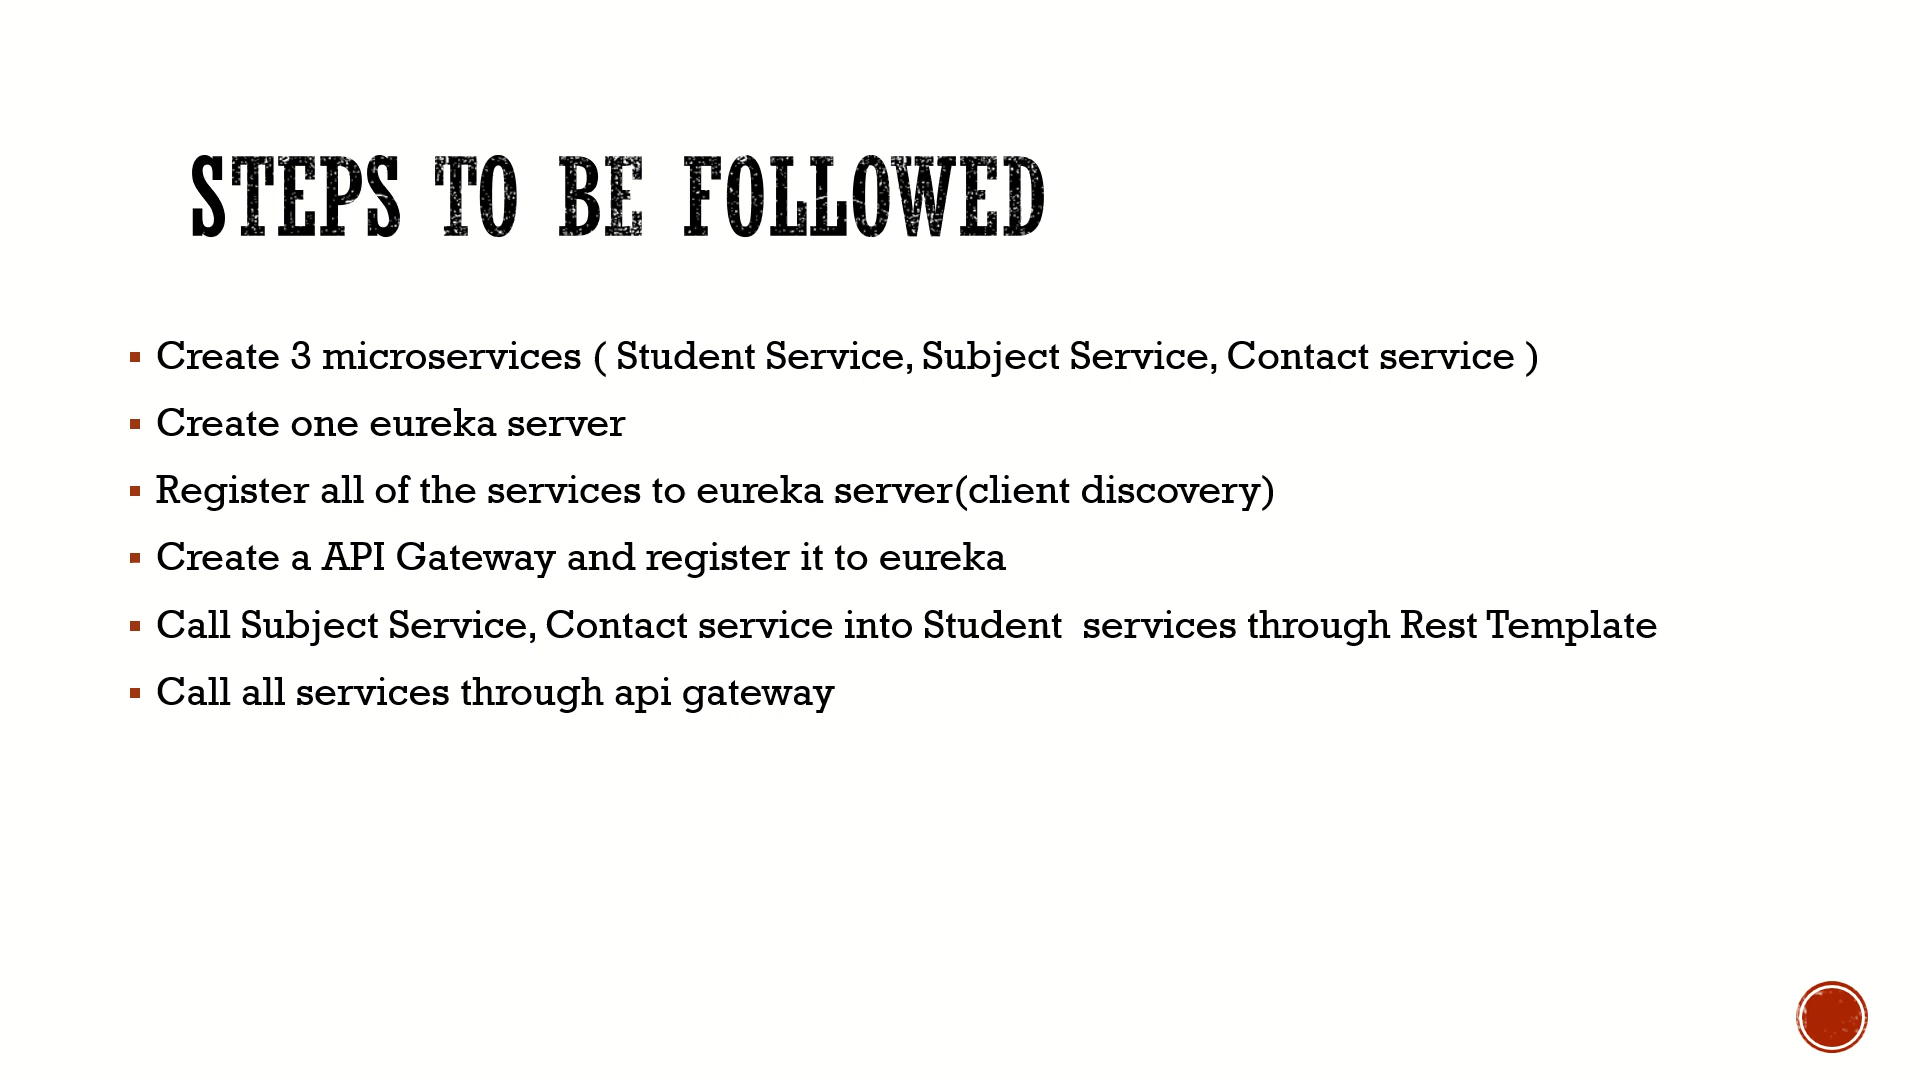 STEPS TO BE FOLLOWED
▪ Create 3 microservices ( Student Service, Subject Service, Contact service )
▪ Create one eureka server
▪ Register all of the services to eureka server(client discovery)
▪ Create a API Gateway and register it to eureka
▪ Call Subject Service, Contact service into Student  services through Rest Template
▪ Call all services through api gateway